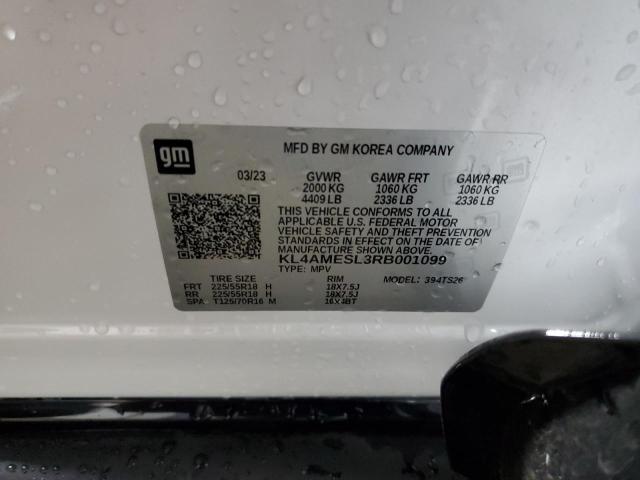 gm
MFD BY GM KOREA COMPANY
03/23 GVWR GAWR FRT GAWR RR
2000 KG 1060 KG 1060 KG
4409 LB 2336 LB 2336 LB
THIS VEHICLE CONFORMS TO ALL
APPLICABLE U.S. FEDERAL MOTOR
VEHICLE SAFETY AND THEFT PREVENTION
STANDARDS IN EFFECT ON THE DATE OF
MANUFACTURE SHOWN ABOVE.
KL4AMESL3RB001099
TYPE: MPV MODEL: 394TS26
TIRE SIZE RIM
FRT 225/55R18 H 18X7.5J
RR 225/55R18 H 18X7.5J
SPA T125/70R16 M 16X4BT